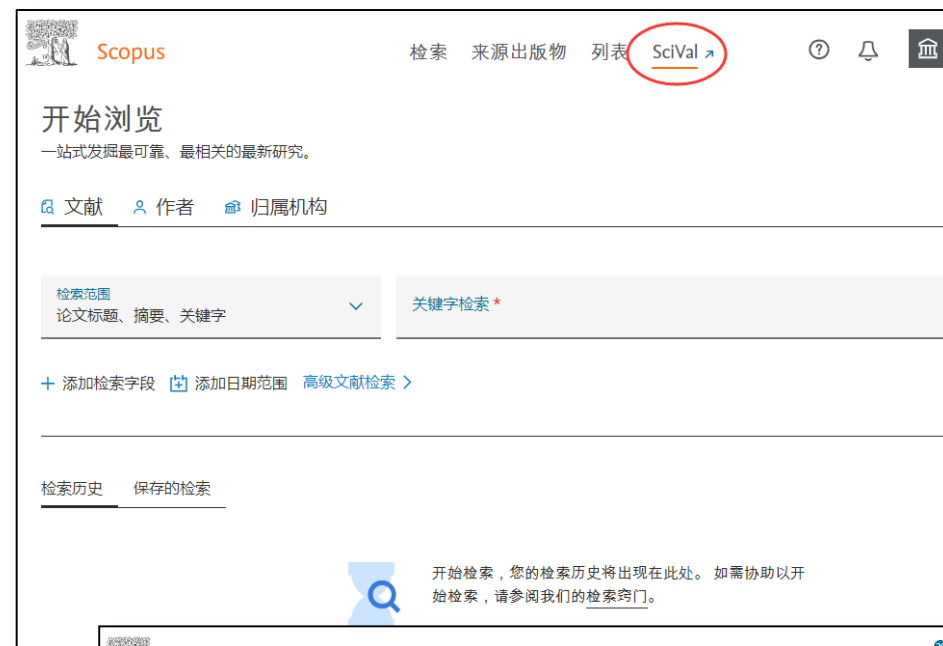 Scopus
检索 来源出版物 列表 SciVal ↗
开始浏览
一站式发掘最可靠、最相关的最新研究。
文献 作者 归属机构
检索范围
论文标题、摘要、关键字
关键字检索 *
+ 添加检索字段 添加日期范围 高级文献检索 >
检索历史 保存的检索
开始检索，您的检索历史将出现在此处。 如需协助以开
始检索，请参阅我们的检索窍门。